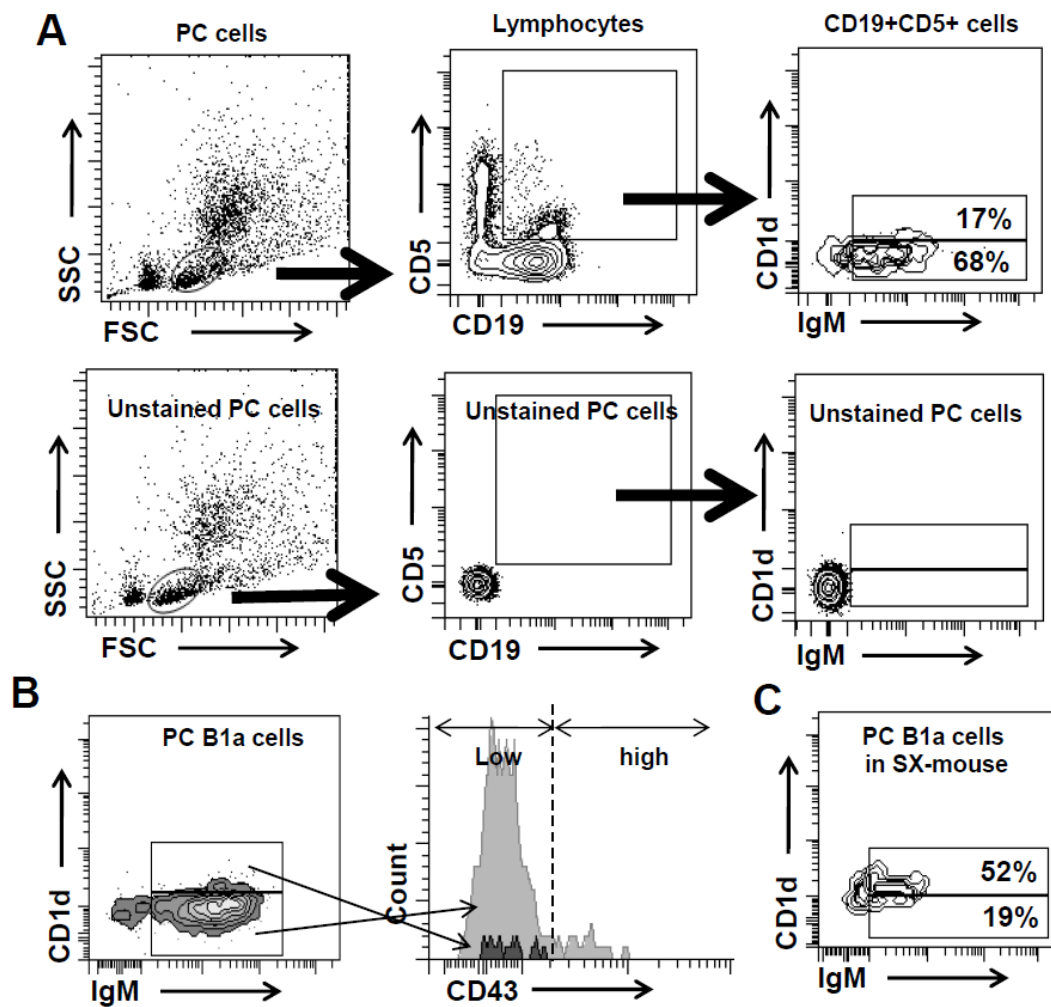 A
PC cells
Lymphocytes
CD19+CD5+ cells
SSC
FSC
CD5
CD19
CD1d
17%
68%
IgM
Unstained PC cells
Unstained PC cells
Unstained PC cells
SSC
FSC
CD5
CD19
CD1d
IgM
B
PC B1a cells
CD1d
IgM
Low
high
Count
CD43
C
PC B1a cells
in SX-mouse
52%
19%
CD1d
IgM